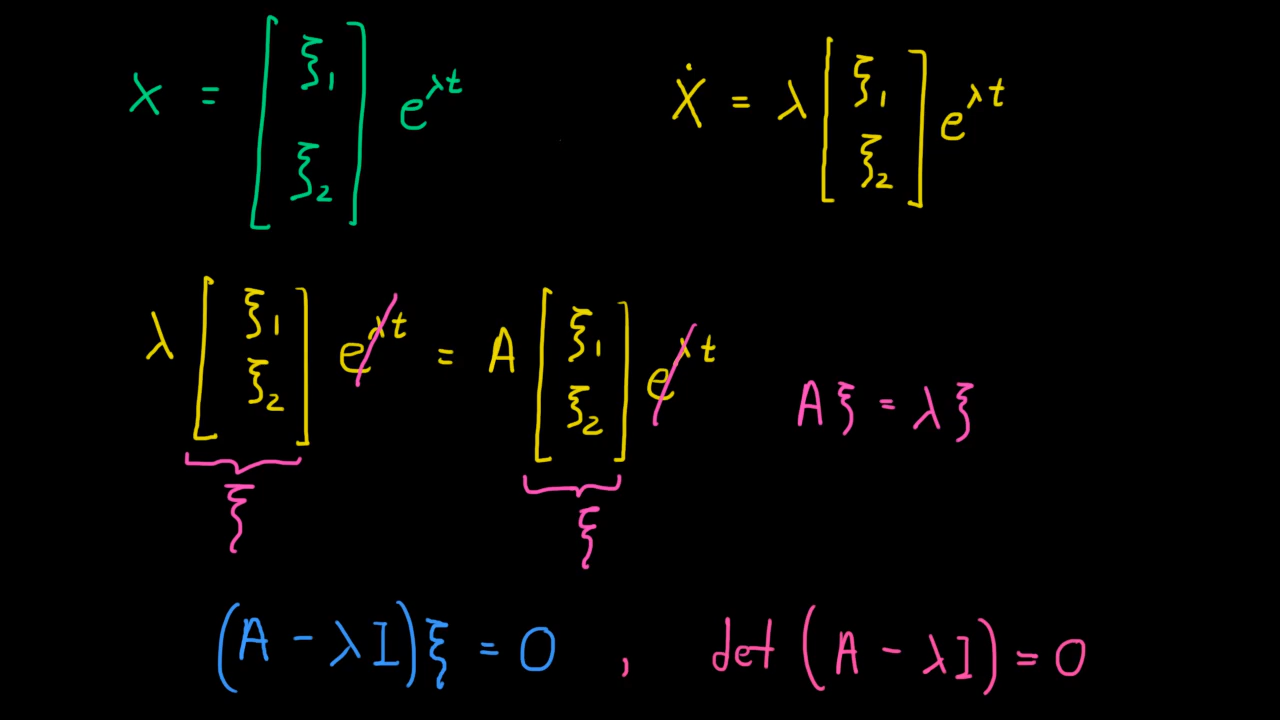 x = [ξ₁ ξ₂] e^{λt}
ẋ = λ [ξ₁ ξ₂] e^{λt}
λ [ξ₁ ξ₂] e^{λt} = A [ξ₁ ξ₂] e^{λt}
ξ ξ
Aξ = λξ
(A - λI)ξ = 0 , det (A - λI) = 0